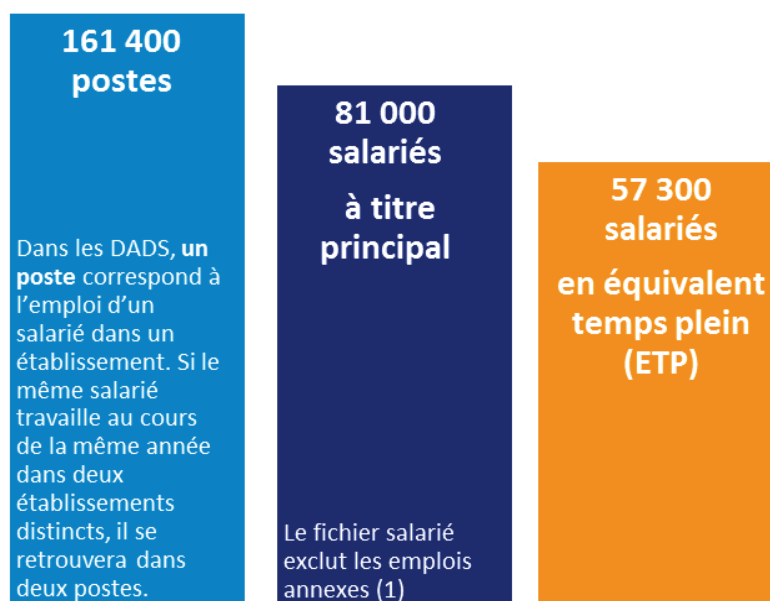 161 400
postes
Dans les DADS, un
poste correspond à
l’emploi d’un
salarié dans un
établissement. Si le
même salarié
travaille au cours
de la même année
dans deux
établissements
distincts, il se
retrouvera dans
deux postes.
81 000
salariés
à titre
principal
Le fichier salarié
exclut les emplois
annexes (1)
57 300
salariés
en équivalent
temps plein
(ETP)